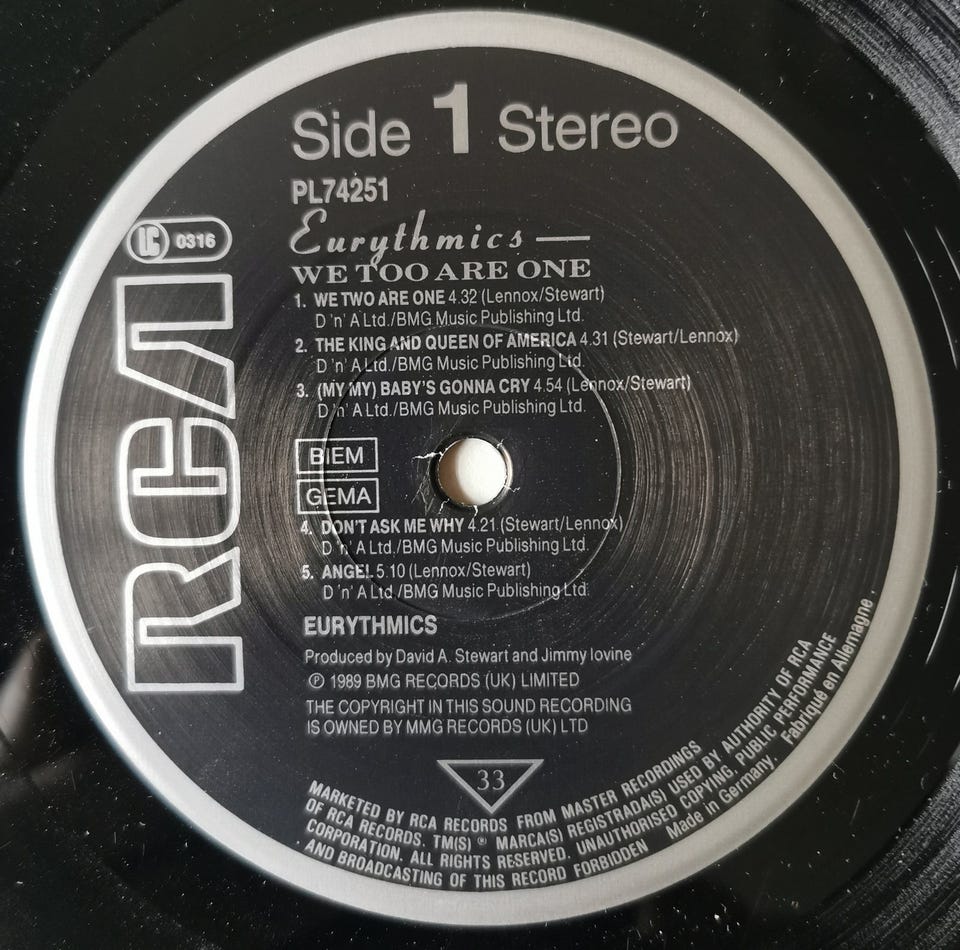 Side 1 Stereo
PL74251
LC 0316
RCA
Eurythmics
WE TOO ARE ONE
1. WE TWO ARE ONE 4.32 (Lennox/Stewart)
D 'n' A Ltd./BMG Music Publishing Ltd.
2. THE KING AND QUEEN OF AMERICA 4.31 (Stewart/Lennox)
D 'n' A Ltd./BMG Music Publishing Ltd.
3. (MY MY) BABY'S GONNA CRY 4.54 (Lennox/Stewart)
D 'n' A Ltd./BMG Music Publishing Ltd.
BIEM
GEMA
4. DON'T ASK ME WHY 4.21 (Stewart/Lennox)
D 'n' A Ltd./BMG Music Publishing Ltd.
5. ANGEL 5.10 (Lennox/Stewart)
D 'n' A Ltd./BMG Music Publishing Ltd.
EURYTHMICS
Produced by David A. Stewart and Jimmy Iovine
℗ 1989 BMG RECORDS (UK) LIMITED
THE COPYRIGHT IN THIS SOUND RECORDING
IS OWNED BY MMG RECORDS (UK) LTD
33
MARKETED BY RCA RECORDS FROM MASTER RECORDINGS
OF RCA RECORDS. TM(S) ® MARCA(S) REGISTRADA(S) USED BY AUTHORITY OF RCA
CORPORATION. ALL RIGHTS RESERVED. UNAUTHORISED COPYING, PUBLIC PERFORMANCE
AND BROADCASTING OF THIS RECORD FORBIDDEN Made in Germany. Fabriqué en Allemagne.